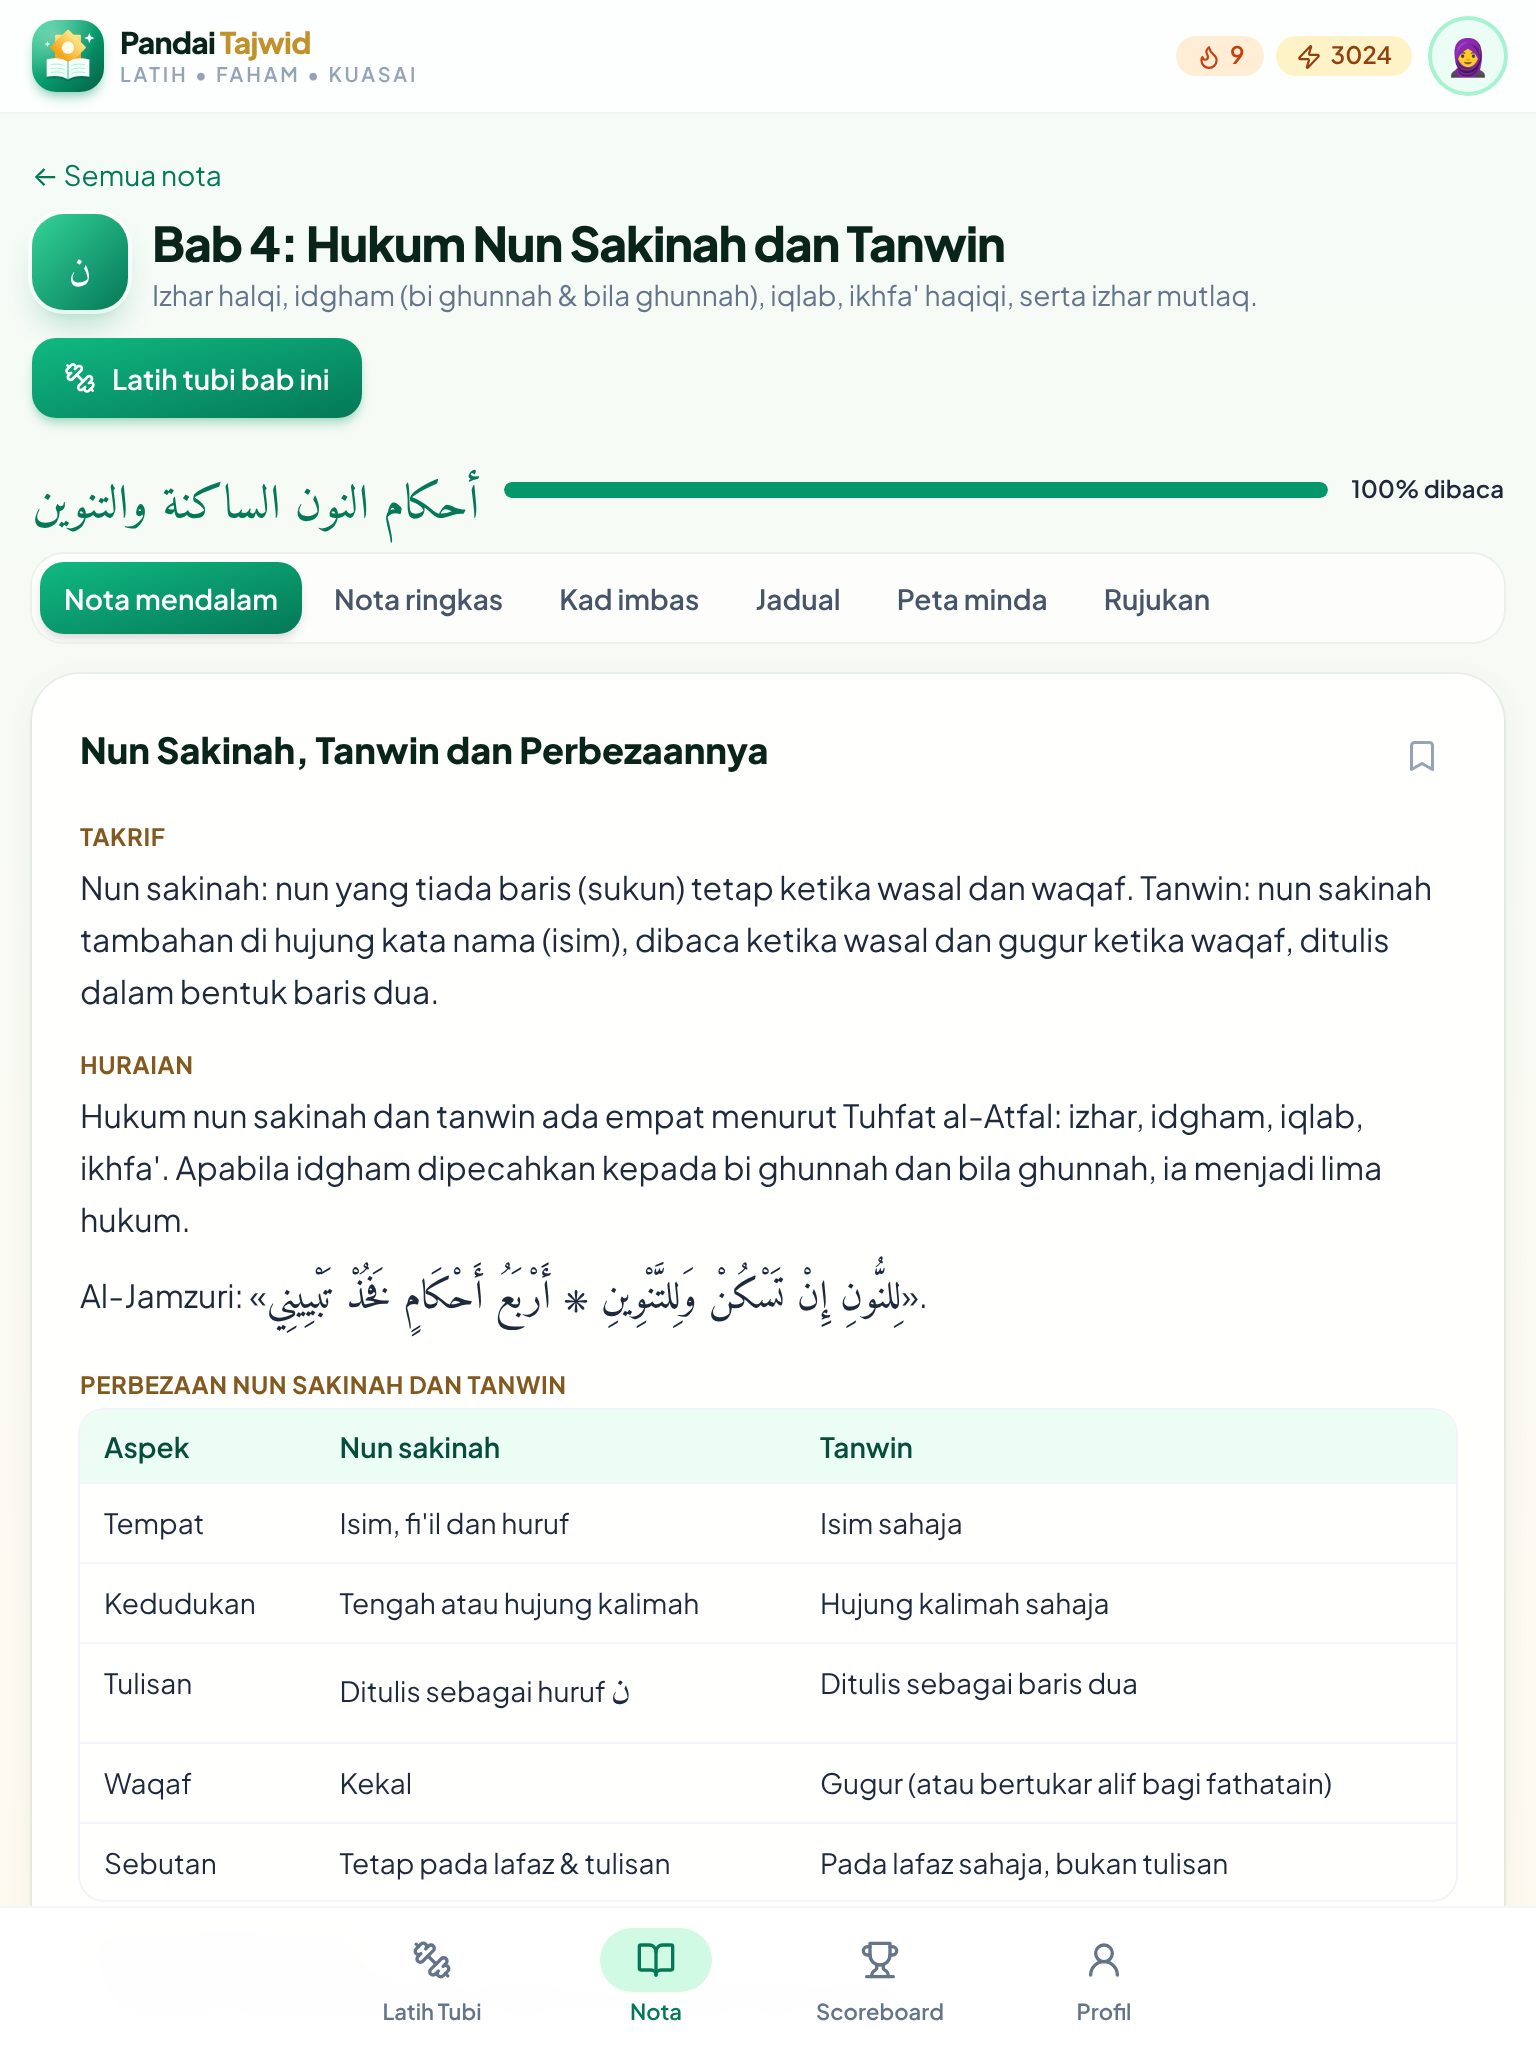 Pandai Tajwid
LATIH • FAHAM • KUASAI
9
3024
← Semua nota
ن
Bab 4: Hukum Nun Sakinah dan Tanwin
Izhar halqi, idgham (bi ghunnah & bila ghunnah), iqlab, ikhfa' haqiqi, serta izhar mutlaq.
Latih tubi bab ini
أحكام النون الساكنة والتنوين
100% dibaca
Nota mendalam Nota ringkas Kad imbas Jadual Peta minda Rujukan
Nun Sakinah, Tanwin dan Perbezaannya
TAKRIF
Nun sakinah: nun yang tiada baris (sukun) tetap ketika wasal dan waqaf. Tanwin: nun sakinah
tambahan di hujung kata nama (isim), dibaca ketika wasal dan gugur ketika waqaf, ditulis
dalam bentuk baris dua.
HURAIAN
Hukum nun sakinah dan tanwin ada empat menurut Tuhfat al-Atfal: izhar, idgham, iqlab,
ikhfa'. Apabila idgham dipecahkan kepada bi ghunnah dan bila ghunnah, ia menjadi lima
hukum.
Al-Jamzuri: «لِلنُّونِ إِنْ تَسْكُنْ وَلِلتَّنْوِينِ * أَرْبَعُ أَحْكَامٍ فَخُذْ تَبْيِينِي».
PERBEZAAN NUN SAKINAH DAN TANWIN
Aspek Nun sakinah Tanwin
Tempat Isim, fi'il dan huruf Isim sahaja
Kedudukan Tengah atau hujung kalimah Hujung kalimah sahaja
Tulisan Ditulis sebagai huruf ن Ditulis sebagai baris dua
Waqaf Kekal Gugur (atau bertukar alif bagi fathatain)
Sebutan Tetap pada lafaz & tulisan Pada lafaz sahaja, bukan tulisan
Latih Tubi Nota Scoreboard Profil